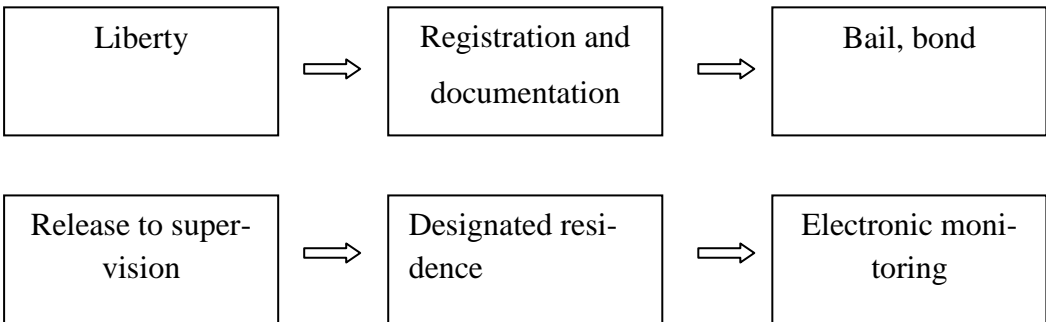 Liberty
Registration and
documentation
Bail, bond
Release to super-
vision
Designated resi-
dence
Electronic moni-
toring